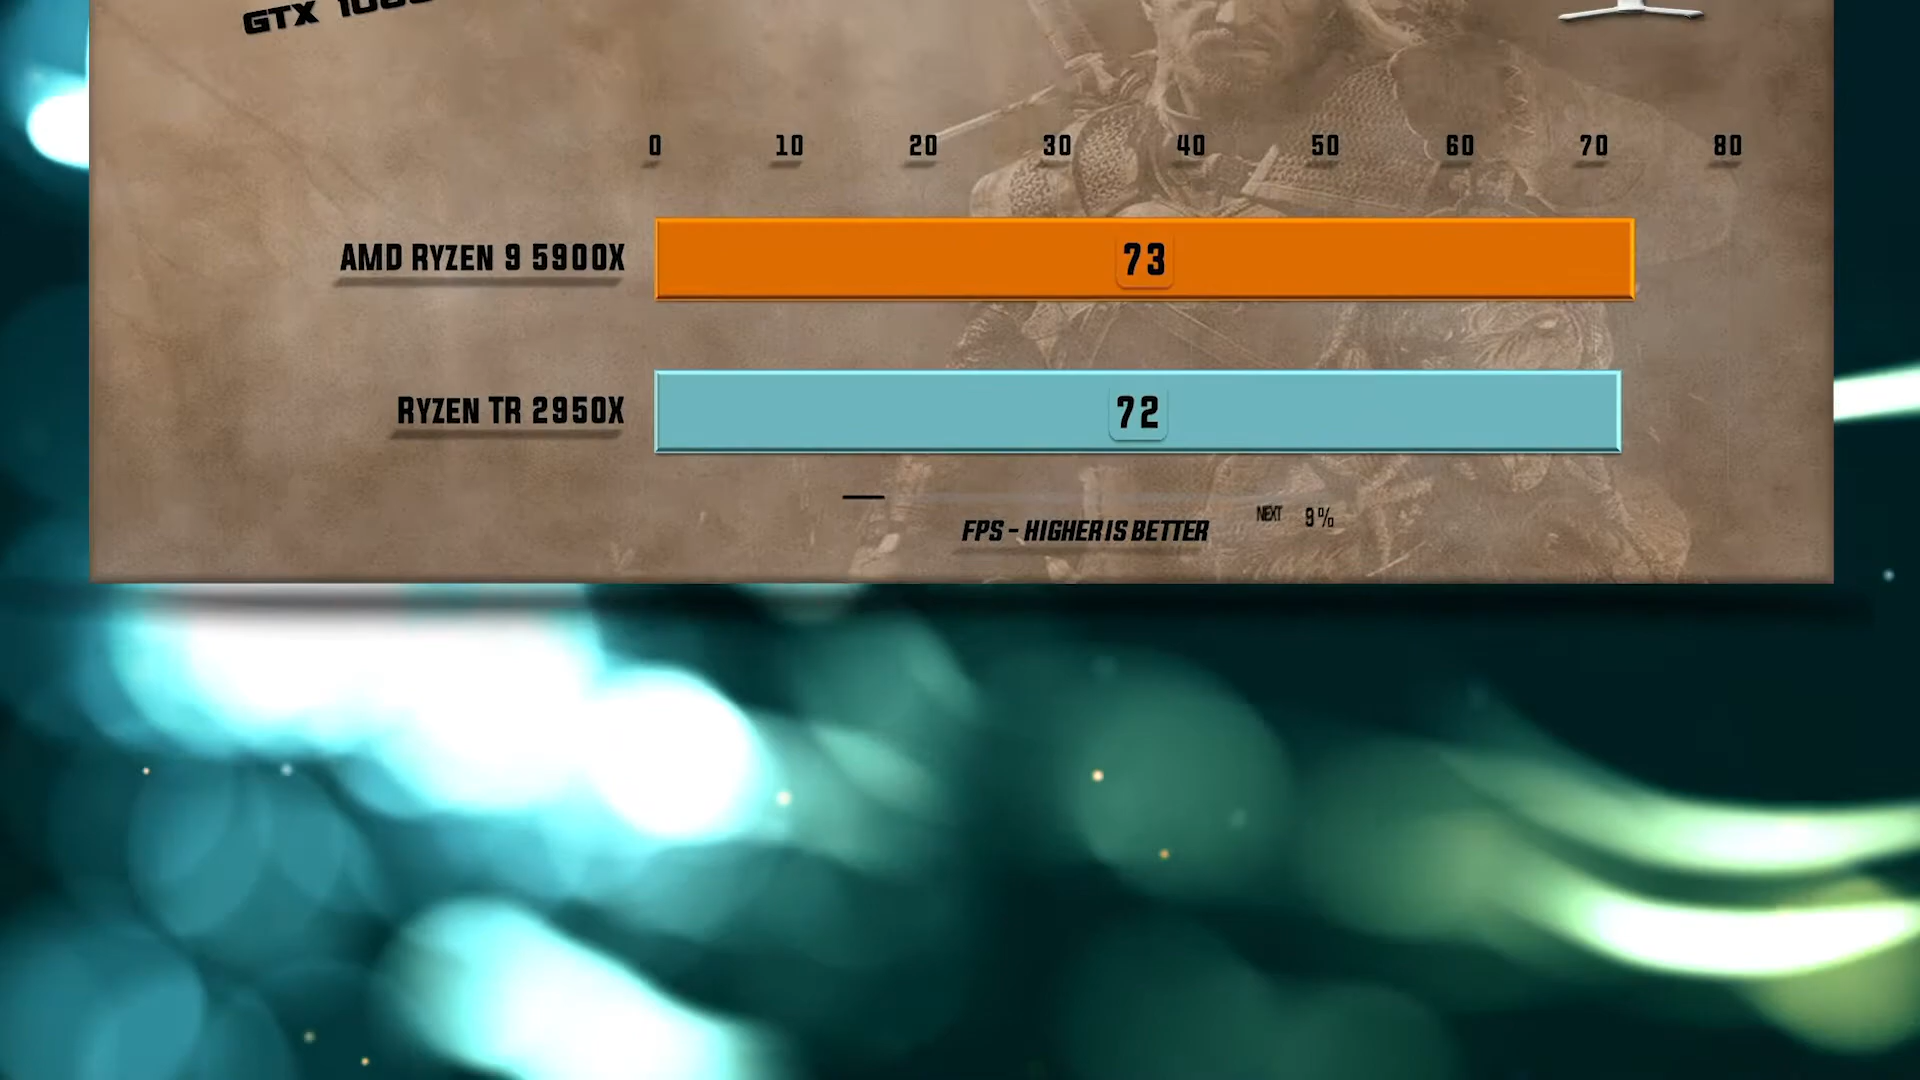 GTX
0 10 20 30 40 50 60 70 80
AMD RYZEN 9 5900X
73
RYZEN TR 2950X
72
FPS - HIGHER IS BETTER
NEXT 9%